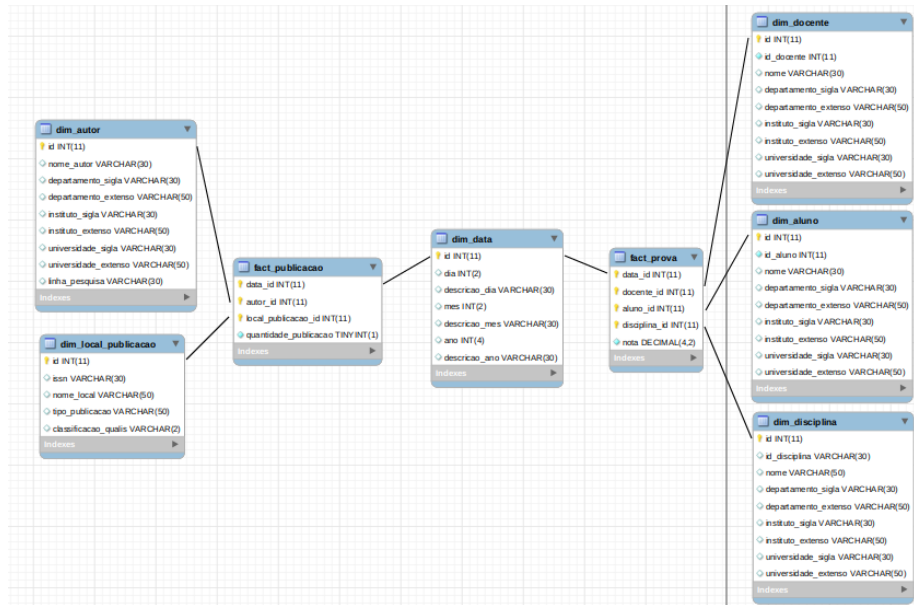 dim_autor
id INT(11)
nome_autor VARCHAR(30)
departamento_sigla VARCHAR(30)
departamento_extenso VARCHAR(50)
instituto_sigla VARCHAR(30)
instituto_extenso VARCHAR(50)
universidade_sigla VARCHAR(30)
universidade_extenso VARCHAR(50)
linha_pesquisa VARCHAR(30)
Indexes
dim_local_publicacao
id INT(11)
issn VARCHAR(30)
nome_local VARCHAR(50)
tipo_publicacao VARCHAR(50)
classificacao_qualis VARCHAR(2)
Indexes
fact_publicacao
data_id INT(11)
autor_id INT(11)
local_publicacao_id INT(11)
quantidade_publicacao TINYINT(1)
Indexes
dim_data
id INT(11)
dia INT(2)
descricao_dia VARCHAR(30)
mes INT(2)
descricao_mes VARCHAR(30)
ano INT(4)
descricao_ano VARCHAR(30)
Indexes
fact_prova
data_id INT(11)
docente_id INT(11)
aluno_id INT(11)
disciplina_id INT(11)
nota DECIMAL(4,2)
Indexes
dim_docente
id INT(11)
id_docente INT(11)
nome VARCHAR(30)
departamento_sigla VARCHAR(30)
departamento_extenso VARCHAR(50)
instituto_sigla VARCHAR(30)
instituto_extenso VARCHAR(50)
universidade_sigla VARCHAR(30)
universidade_extenso VARCHAR(50)
Indexes
dim_aluno
id INT(11)
id_aluno INT(11)
nome VARCHAR(30)
departamento_sigla VARCHAR(30)
departamento_extenso VARCHAR(50)
instituto_sigla VARCHAR(30)
instituto_extenso VARCHAR(50)
universidade_sigla VARCHAR(30)
universidade_extenso VARCHAR(50)
Indexes
dim_disciplina
id INT(11)
id_disciplina VARCHAR(30)
nome VARCHAR(50)
departamento_sigla VARCHAR(30)
departamento_extenso VARCHAR(50)
instituto_sigla VARCHAR(30)
instituto_extenso VARCHAR(50)
universidade_sigla VARCHAR(30)
universidade_extenso VARCHAR(50)
Indexes